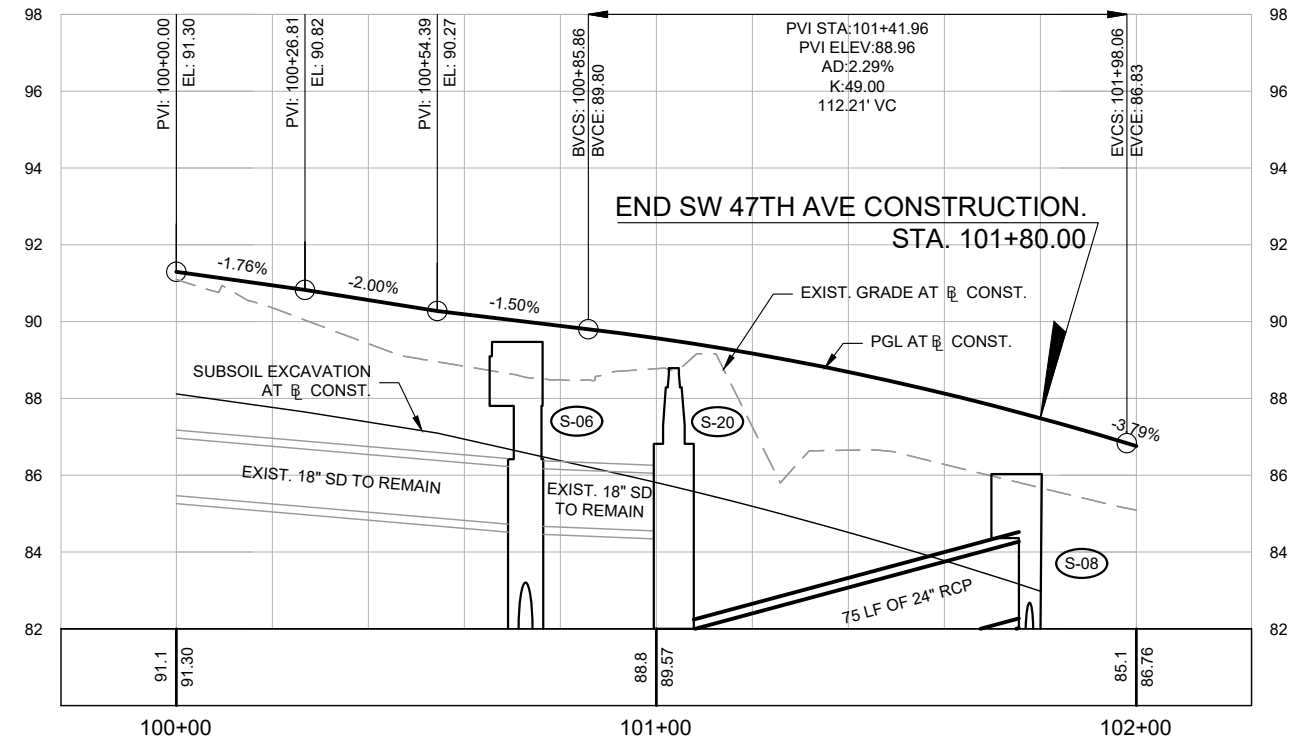 98
96
94
92
90
88
86
84
82
98
96
94
92
90
88
86
84
82
PVI: 100+00.00
EL: 91.30
PVI: 100+26.81
EL: 90.82
PVI: 100+54.39
EL: 90.27
BVCS: 100+85.86
BVCE: 89.80
PVI STA:101+41.96
PVI ELEV:88.96
AD:2.29%
K:49.00
112.21' VC
EVCS: 101+98.06
EVCE: 86.83
END SW 47TH AVE CONSTRUCTION.
STA. 101+80.00
-1.76%
-2.00%
-1.50%
-3.79%
EXIST. GRADE AT ℄ CONST.
PGL AT ℄ CONST.
SUBSOIL EXCAVATION
AT ℄ CONST.
S-06
S-20
S-08
EXIST. 18" SD TO REMAIN
EXIST. 18" SD
TO REMAIN
75 LF OF 24" RCP
91.1
91.30
88.8
89.57
85.1
86.76
100+00
101+00
102+00